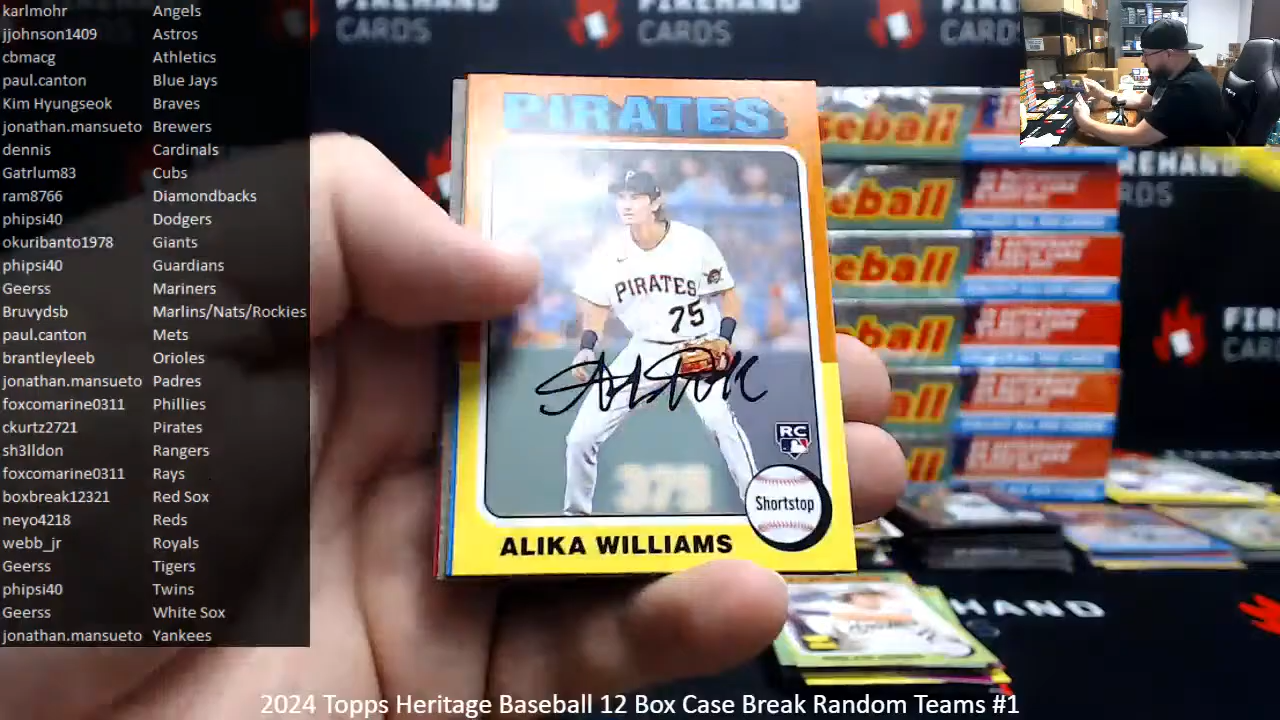 karlmohr Angels
jjohnson1409 Astros
cbmacg Athletics
paul.canton Blue Jays
Kim Hyungseok Braves
jonathan.mansueto Brewers
dennis Cardinals
Gatrlum83 Cubs
ram8766 Diamondbacks
phipsi40 Dodgers
okuribanto1978 Giants
phipsi40 Guardians
Geerss Mariners
Bruvydsb Marlins/Nats/Rockies
paul.canton Mets
brantleyleeb Orioles
jonathan.mansueto Padres
foxcomarine0311 Phillies
ckurtz2721 Pirates
sh3lldon Rangers
foxcomarine0311 Rays
boxbreak12321 Red Sox
neyo4218 Reds
webb_jr Royals
Geerss Tigers
phipsi40 Twins
Geerss White Sox
jonathan.mansueto Yankees
FIREHAND
CARDS
PIRATES
PIRATES
75
RC
375
Shortstop
ALIKA WILLIAMS
2024 Topps Heritage Baseball 12 Box Case Break Random Teams #1